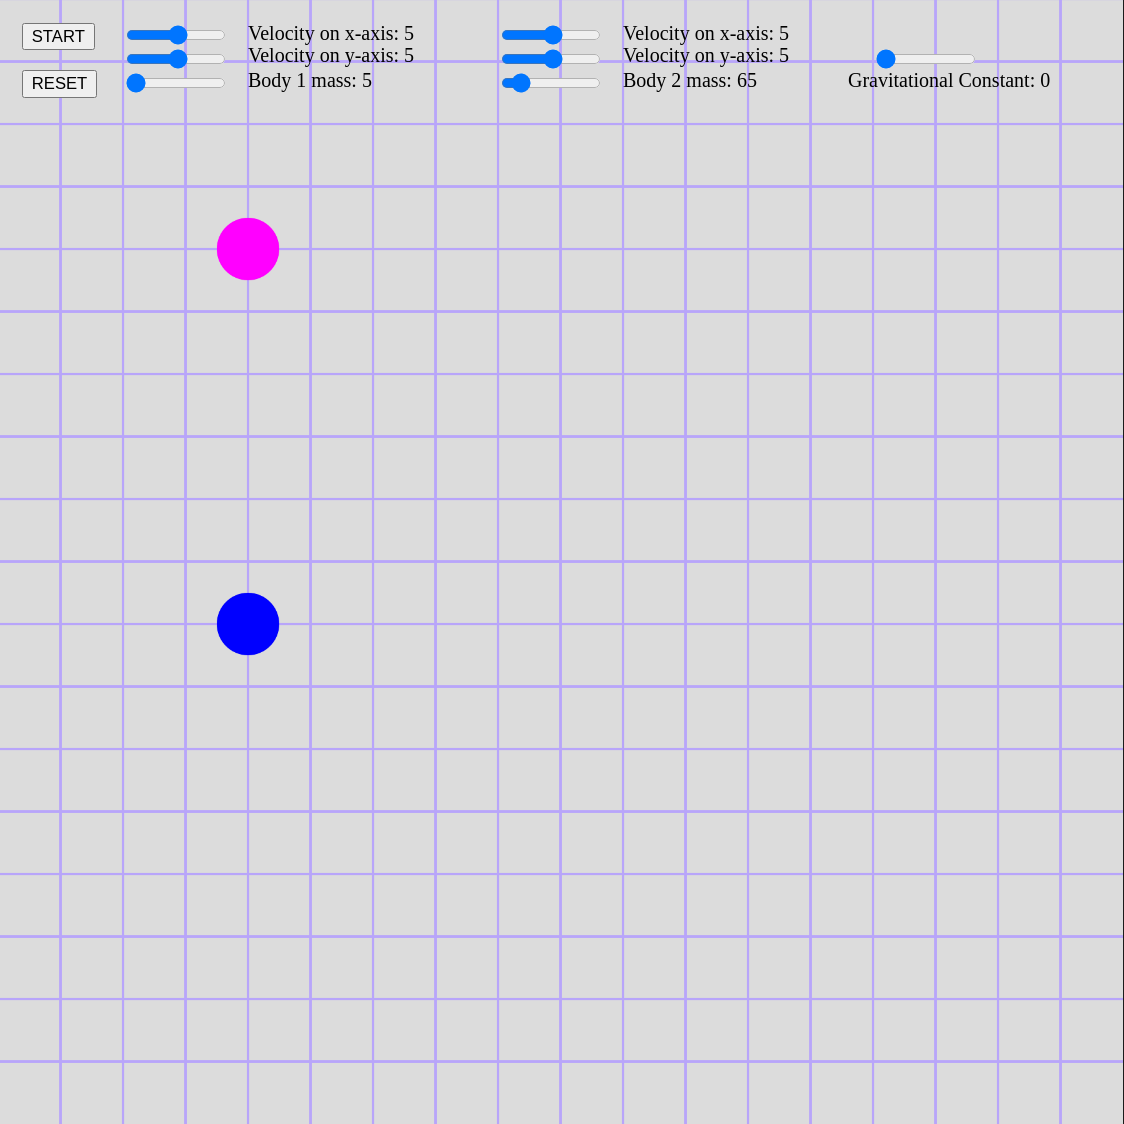 START
Velocity on x-axis: 5
Velocity on y-axis: 5
RESET
Body 1 mass: 5
Velocity on x-axis: 5
Velocity on y-axis: 5
Body 2 mass: 65
Gravitational Constant: 0